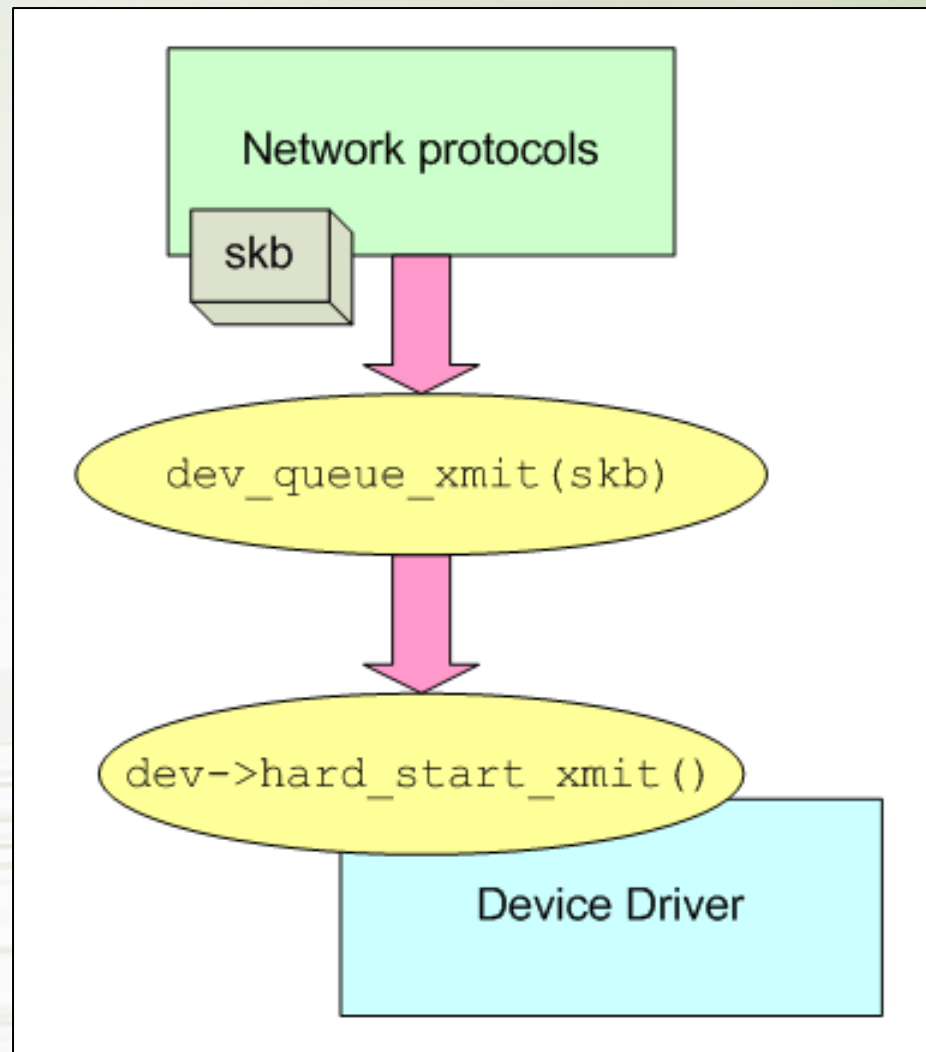 Network protocols
skb
dev_queue_xmit(skb)
dev->hard_start_xmit()
Device Driver